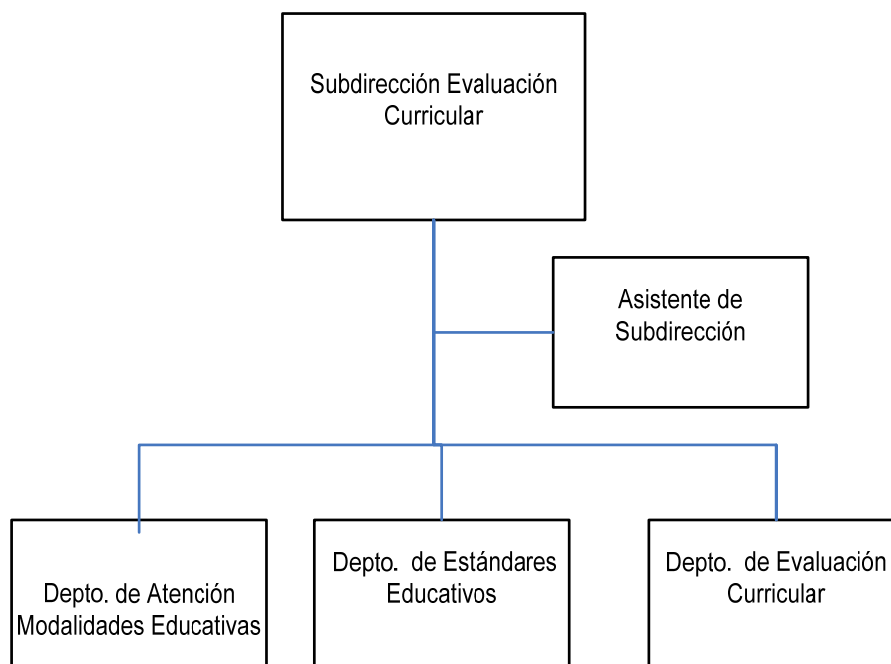 Subdirección Evaluación
Curricular
Asistente de
Subdirección
Depto. de Atención
Modalidades Educativas
Depto. de Estándares
Educativos
Depto. de Evaluación
Curricular